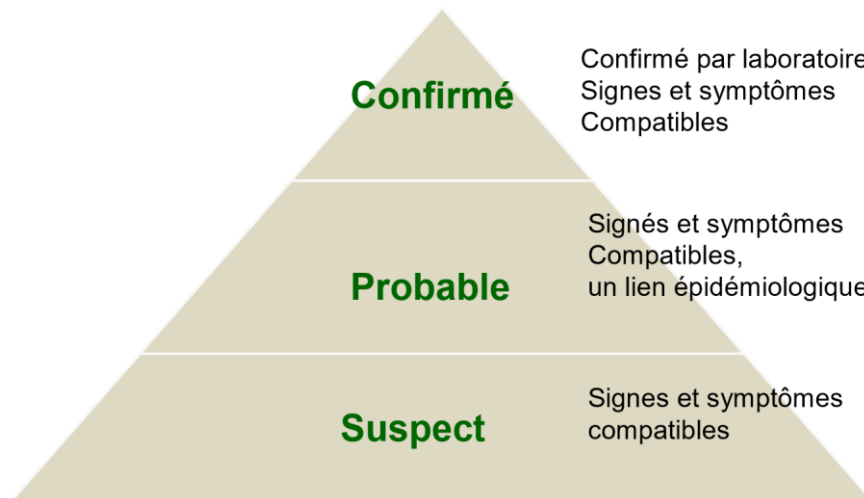 Confirmé
Confirmé par laboratoire
Signes et symptômes
Compatibles
Probable
Signés et symptômes
Compatibles,
un lien épidémiologique
Suspect
Signes et symptômes
compatibles